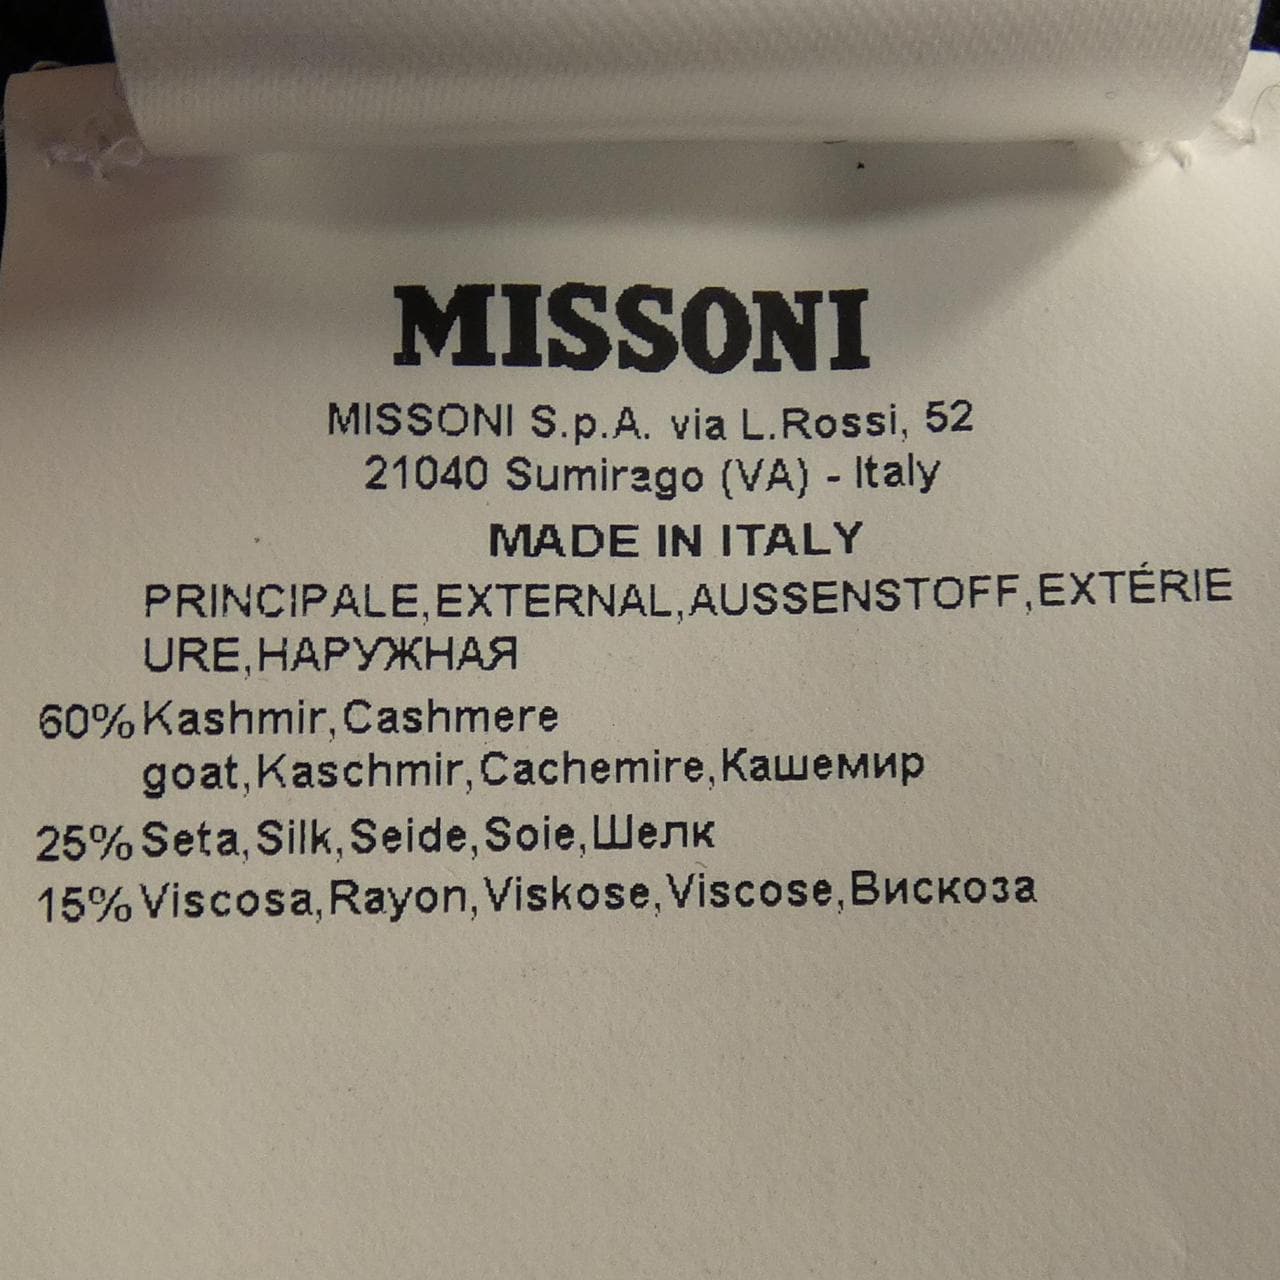 MISSONI
MISSONI S.p.A. via L.Rossi, 52
21040 Sumirago (VA) - Italy
MADE IN ITALY
PRINCIPALE,EXTERNAL,AUSSENSTOFF,EXTÉRIE
URE,НАРУЖНАЯ
60% Kashmir,Cashmere
goat,Kaschmir,Cachemire,Кашемир
25% Seta,Silk,Seide,Soie,Шелк
15% Viscosa,Rayon,Viskose,Viscose,Вискоза